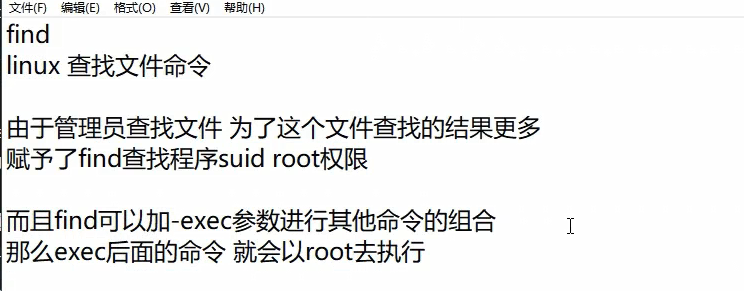 文件(F) 编辑(E) 格式(O) 查看(V) 帮助(H)
find
linux 查找文件命令
由于管理员查找文件 为了这个文件查找的结果更多
赋予了find查找程序suid root权限
而且find可以加-exec参数进行其他命令的组合
那么exec后面的命令 就会以root去执行